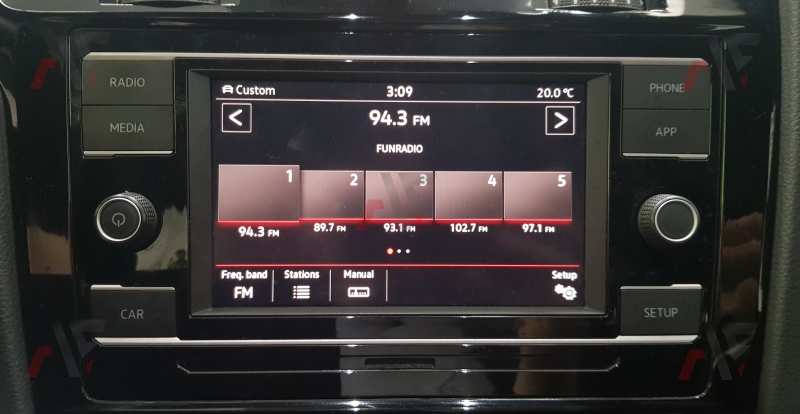 Custom 3:09 20.0 °C
RADIO
PHONE
MEDIA
APP
< 94.3 FM >
FUNRADIO
1 2 3 4 5
94.3 FM 89.7 FM 93.1 FM 102.7 FM 97.1 FM
Freq. band Stations Manual Setup
FM
CAR
SETUP